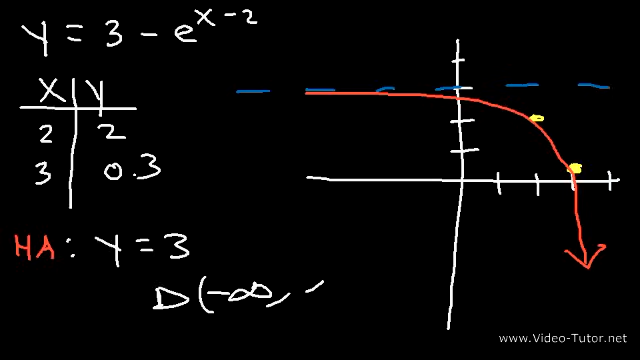 y = 3 - e^{x-2}
x y
2 2
3 0.3
HA: y = 3
D (-∞,
www.Video-Tutor.net